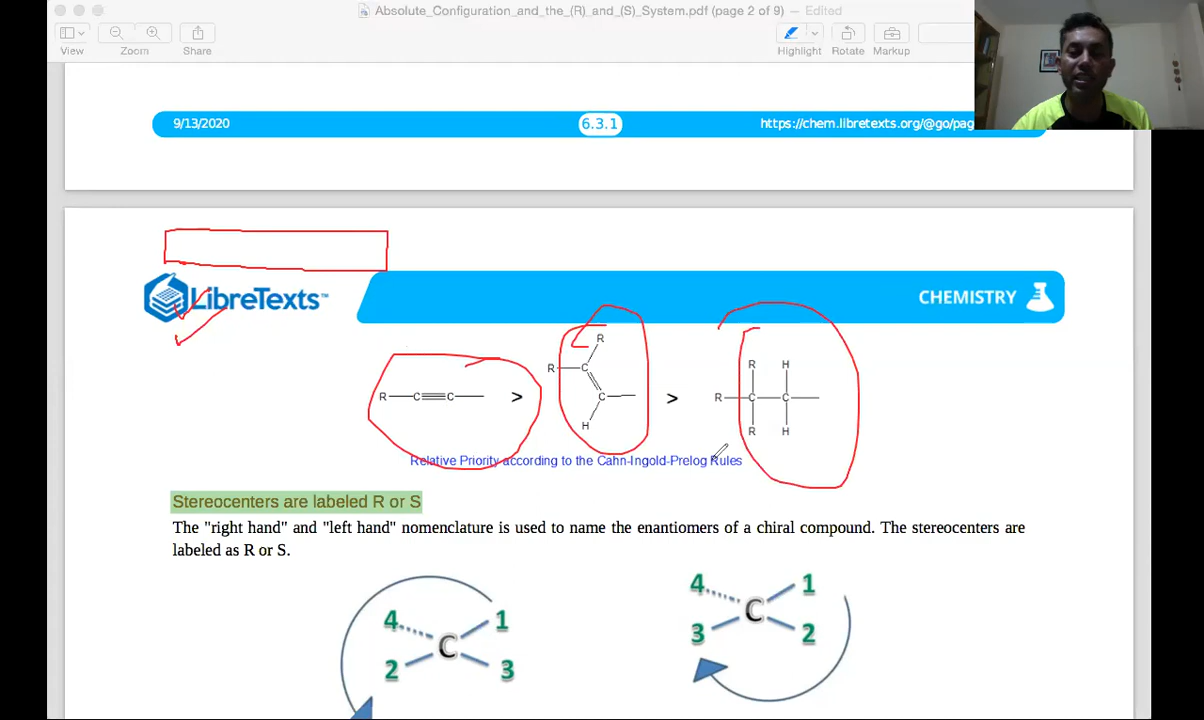 Absolute_Configuration_and_the_(R)_and_(S)_System.pdf (page 2 of 9) — Edited
View
Zoom
Share
Highlight
Rotate
Markup
9/13/2020
6.3.1
https://chem.libretexts.org/@go/pag
LibreTexts™
CHEMISTRY
R C C
>
R
R C
C
H
>
R H
R C C
R H
Relative Priority according to the Cahn-Ingold-Prelog Rules
Stereocenters are labeled R or S
The "right hand" and "left hand" nomenclature is used to name the enantiomers of a chiral compound. The stereocenters are
labeled as R or S.
4 1
C
2 3
4 1
C
3 2